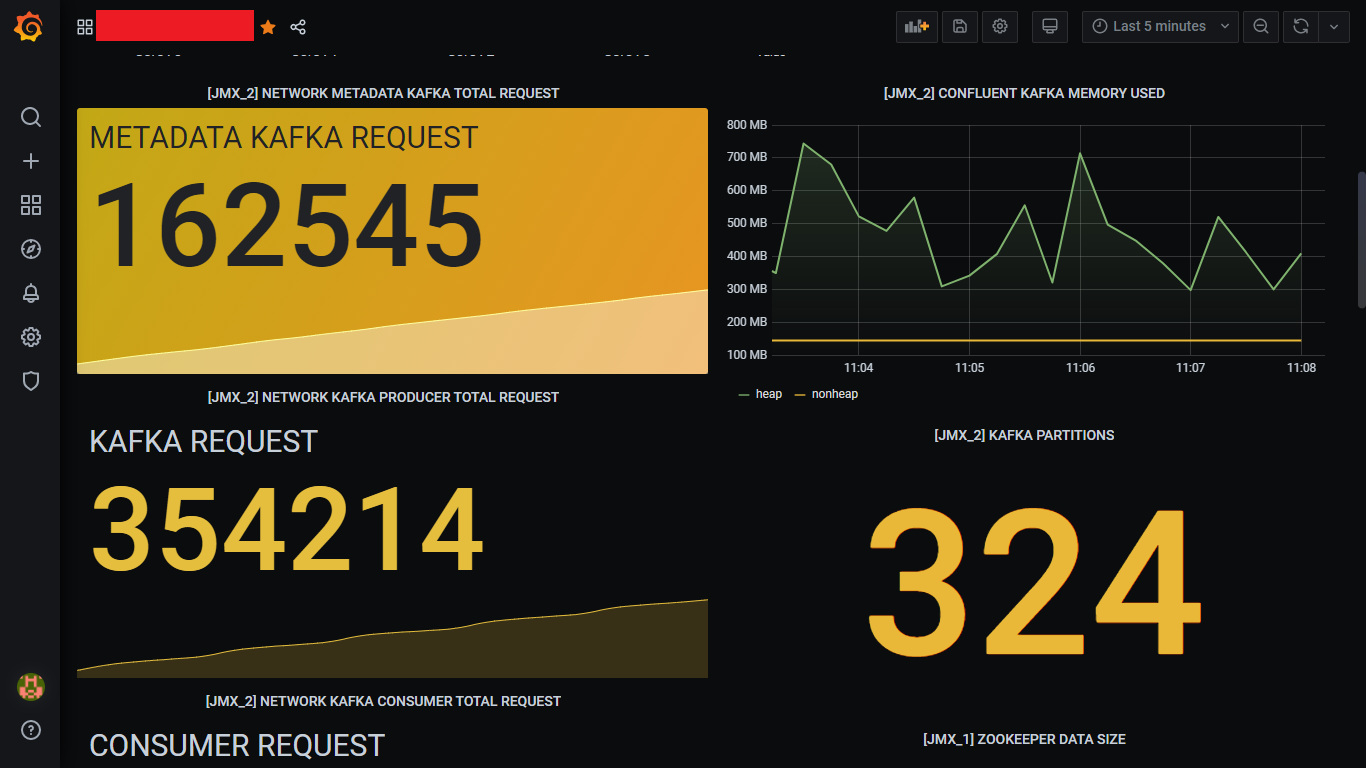 Last 5 minutes
[JMX_2] NETWORK METADATA KAFKA TOTAL REQUEST
METADATA KAFKA REQUEST
162545
[JMX_2] CONFLUENT KAFKA MEMORY USED
800 MB
700 MB
600 MB
500 MB
400 MB
300 MB
200 MB
100 MB
11:04 11:05 11:06 11:07 11:08
heap nonheap
[JMX_2] NETWORK KAFKA PRODUCER TOTAL REQUEST
KAFKA REQUEST
354214
[JMX_2] KAFKA PARTITIONS
324
[JMX_2] NETWORK KAFKA CONSUMER TOTAL REQUEST
CONSUMER REQUEST
[JMX_1] ZOOKEEPER DATA SIZE